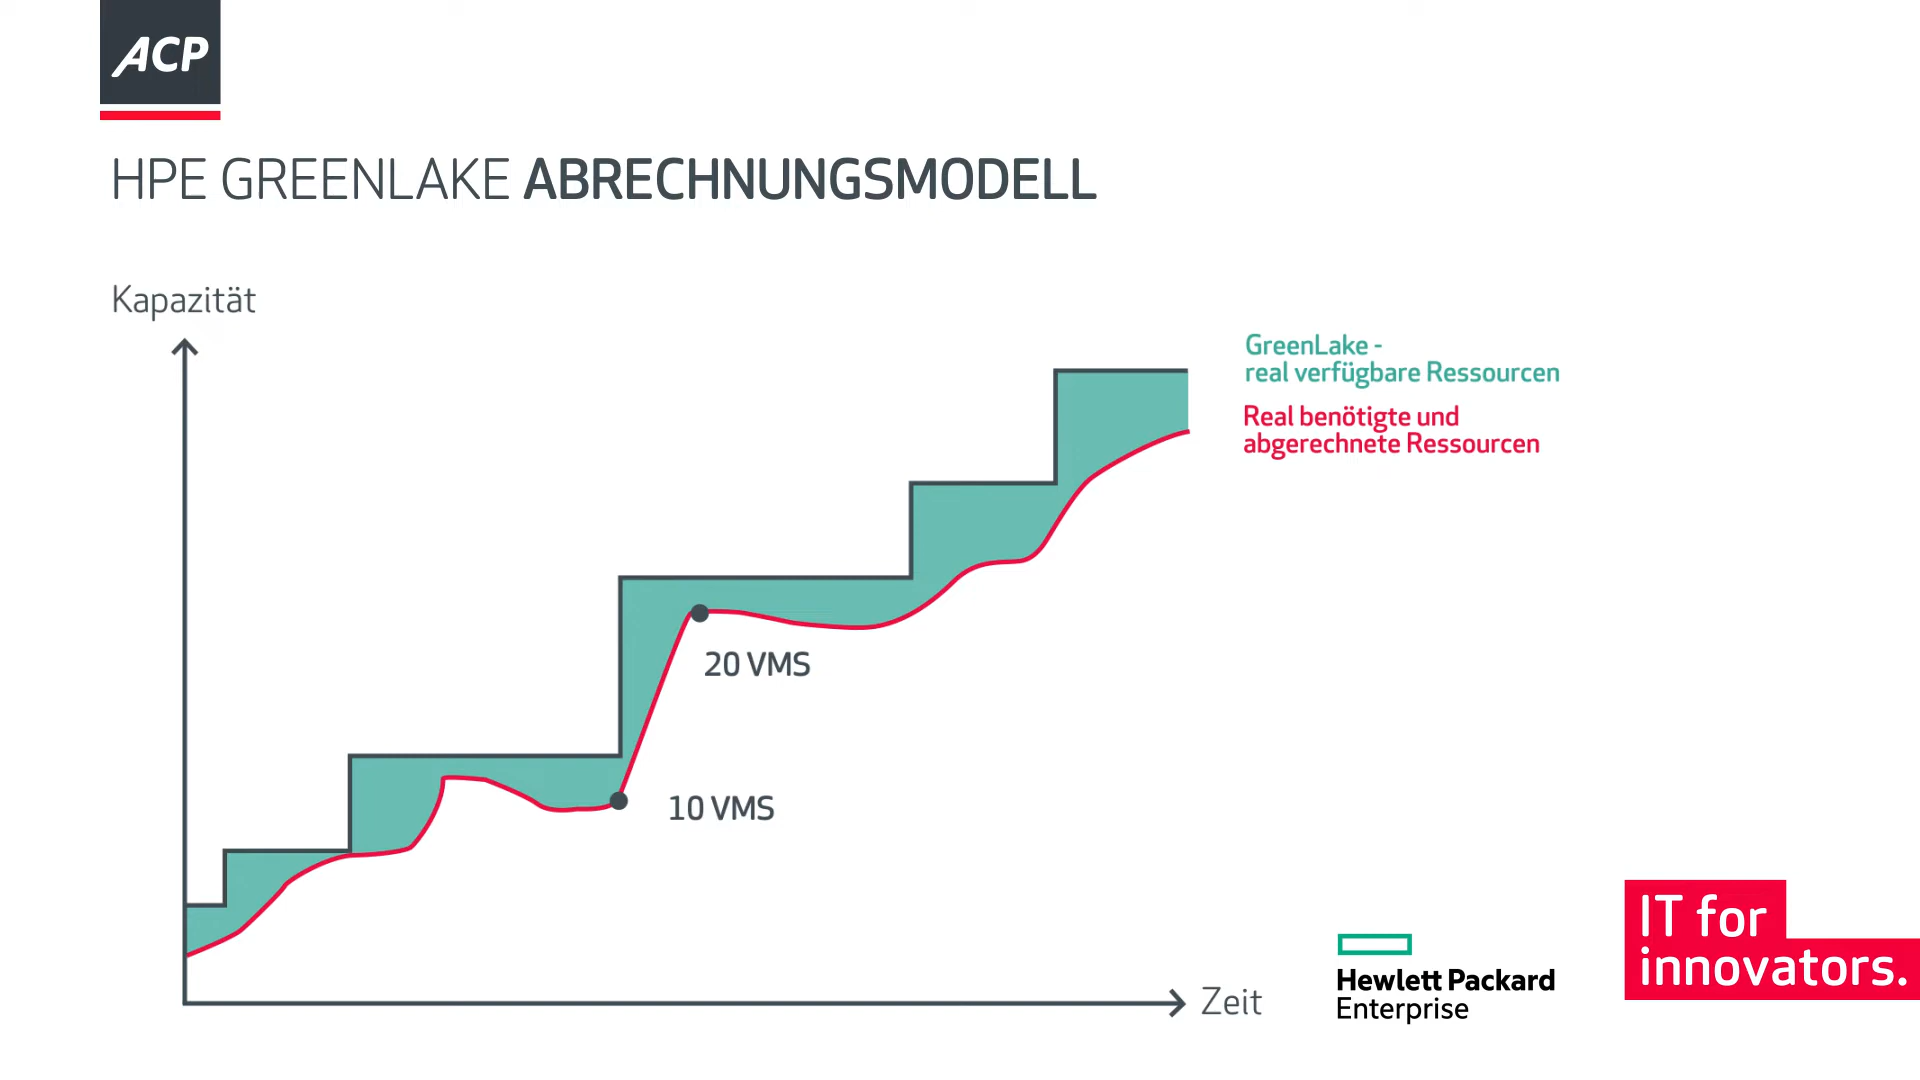 ACP
HPE GREENLAKE ABRECHNUNGSMODELL
Kapazität
GreenLake -
real verfügbare Ressourcen
Real benötigte und
abgerechnete Ressourcen
20 VMS
10 VMS
Zeit
Hewlett Packard
Enterprise
IT for
innovators.